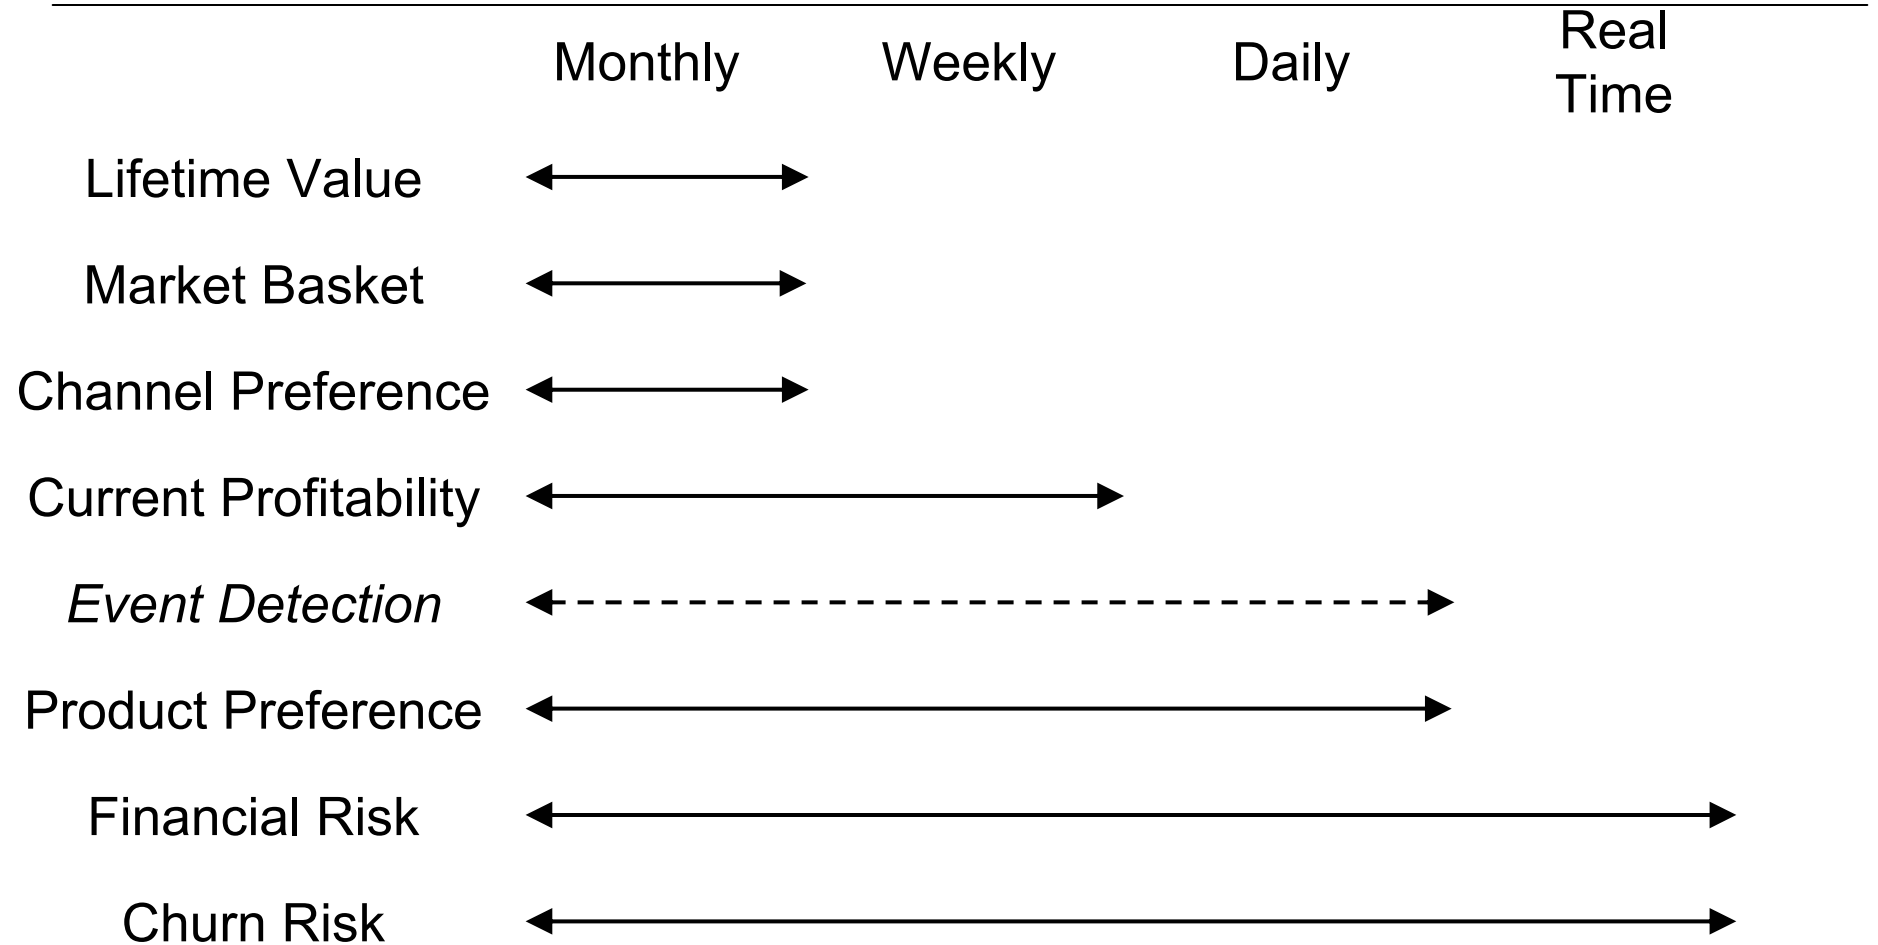 Monthly Weekly Daily Real
Time
Lifetime Value
Market Basket
Channel Preference
Current Profitability
Event Detection
Product Preference
Financial Risk
Churn Risk